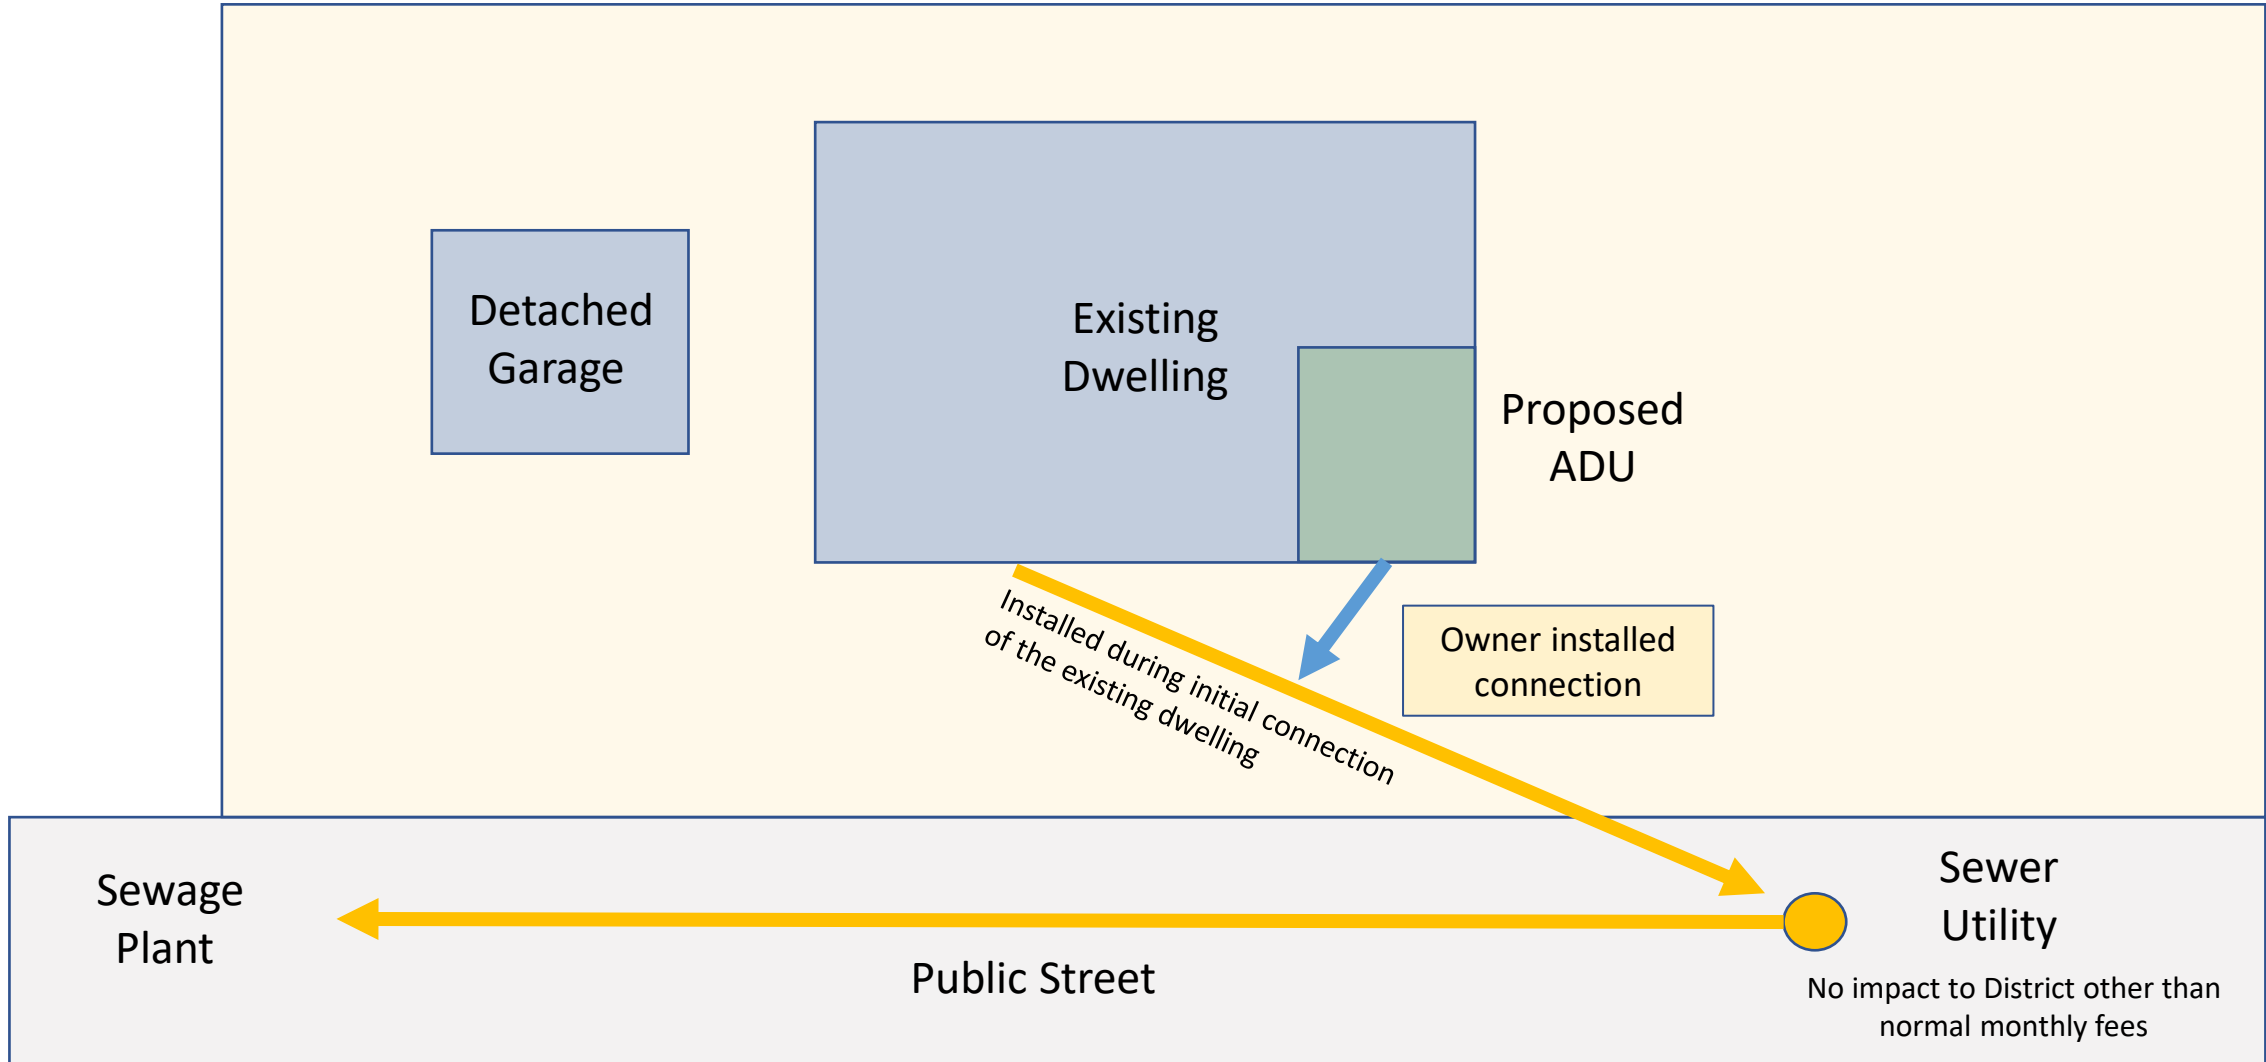 Detached
Garage
Existing
Dwelling
Proposed
ADU
Installed during initial connection
of the existing dwelling
Owner installed
connection
Sewage
Plant
Public Street
Sewer
Utility
No impact to District other than
normal monthly fees